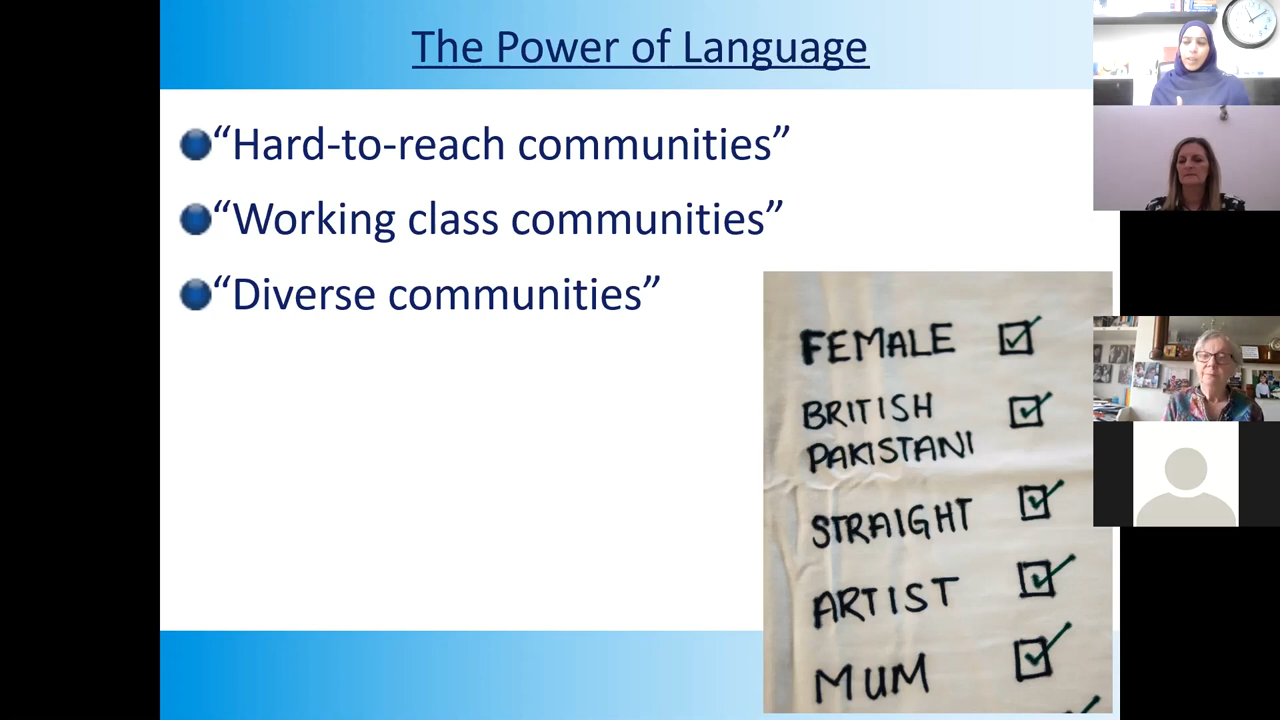 The Power of Language
“Hard-to-reach communities”
“Working class communities”
“Diverse communities”
FEMALE
BRITISH
PAKISTANI
STRAIGHT
ARTIST
MUM